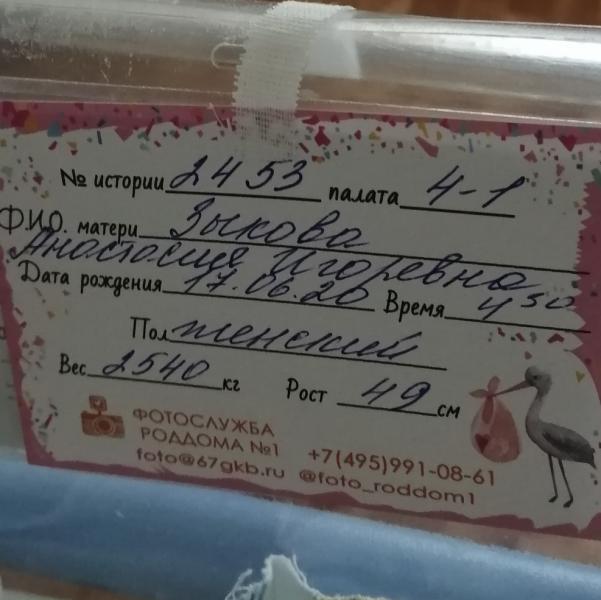 № истории 2453 палата 4-1
Ф.И.О. матери Зыкова
Анастасия Игоревна
Дата рождения 17.06.20 Время 4 50
Пол женский
Вес 2540 кг Рост 49 см
ФОТОСЛУЖБА
РОДДОМА №1
+7(495)991-08-61
foto@67gkb.ru @foto_roddom1